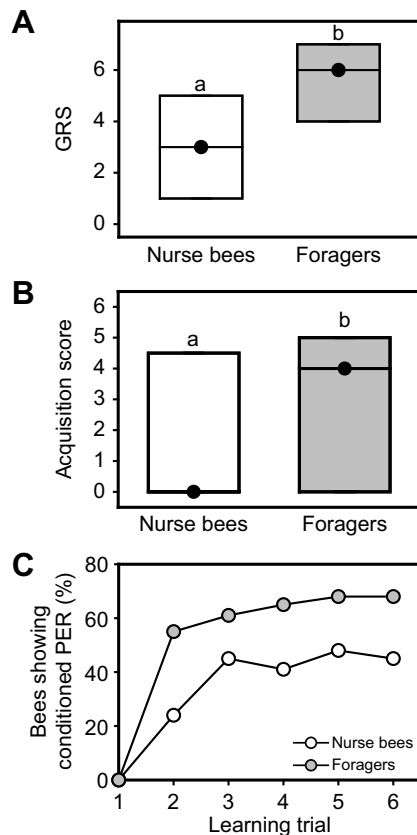 A
b
a
6
4
2
0
GRS
Nurse bees Foragers
B
6
5
4
3
2
1
0
Acquisition score
a
b
Nurse bees Foragers
C
80
60
40
20
0
Bees showing
conditioned PER (%)
Nurse bees
Foragers
1 2 3 4 5 6
Learning trial